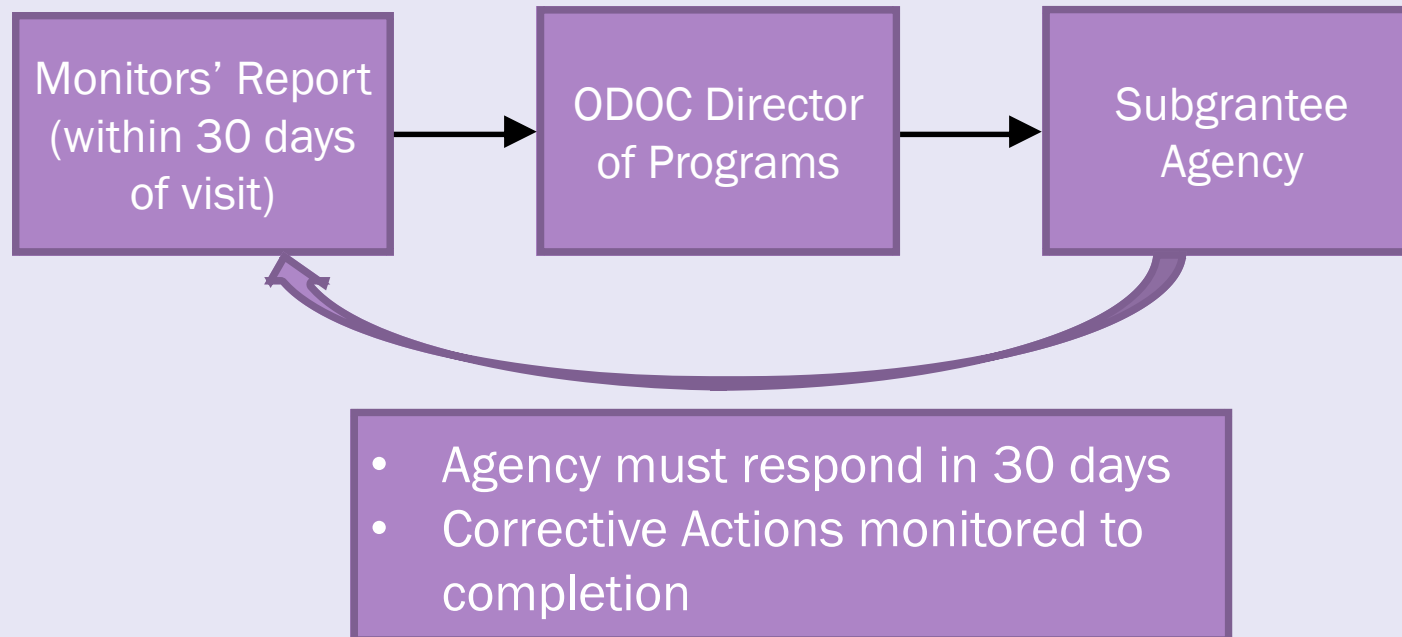 Monitors’ Report
(within 30 days
of visit)
ODOC Director
of Programs
Subgrantee
Agency
• Agency must respond in 30 days
• Corrective Actions monitored to
completion